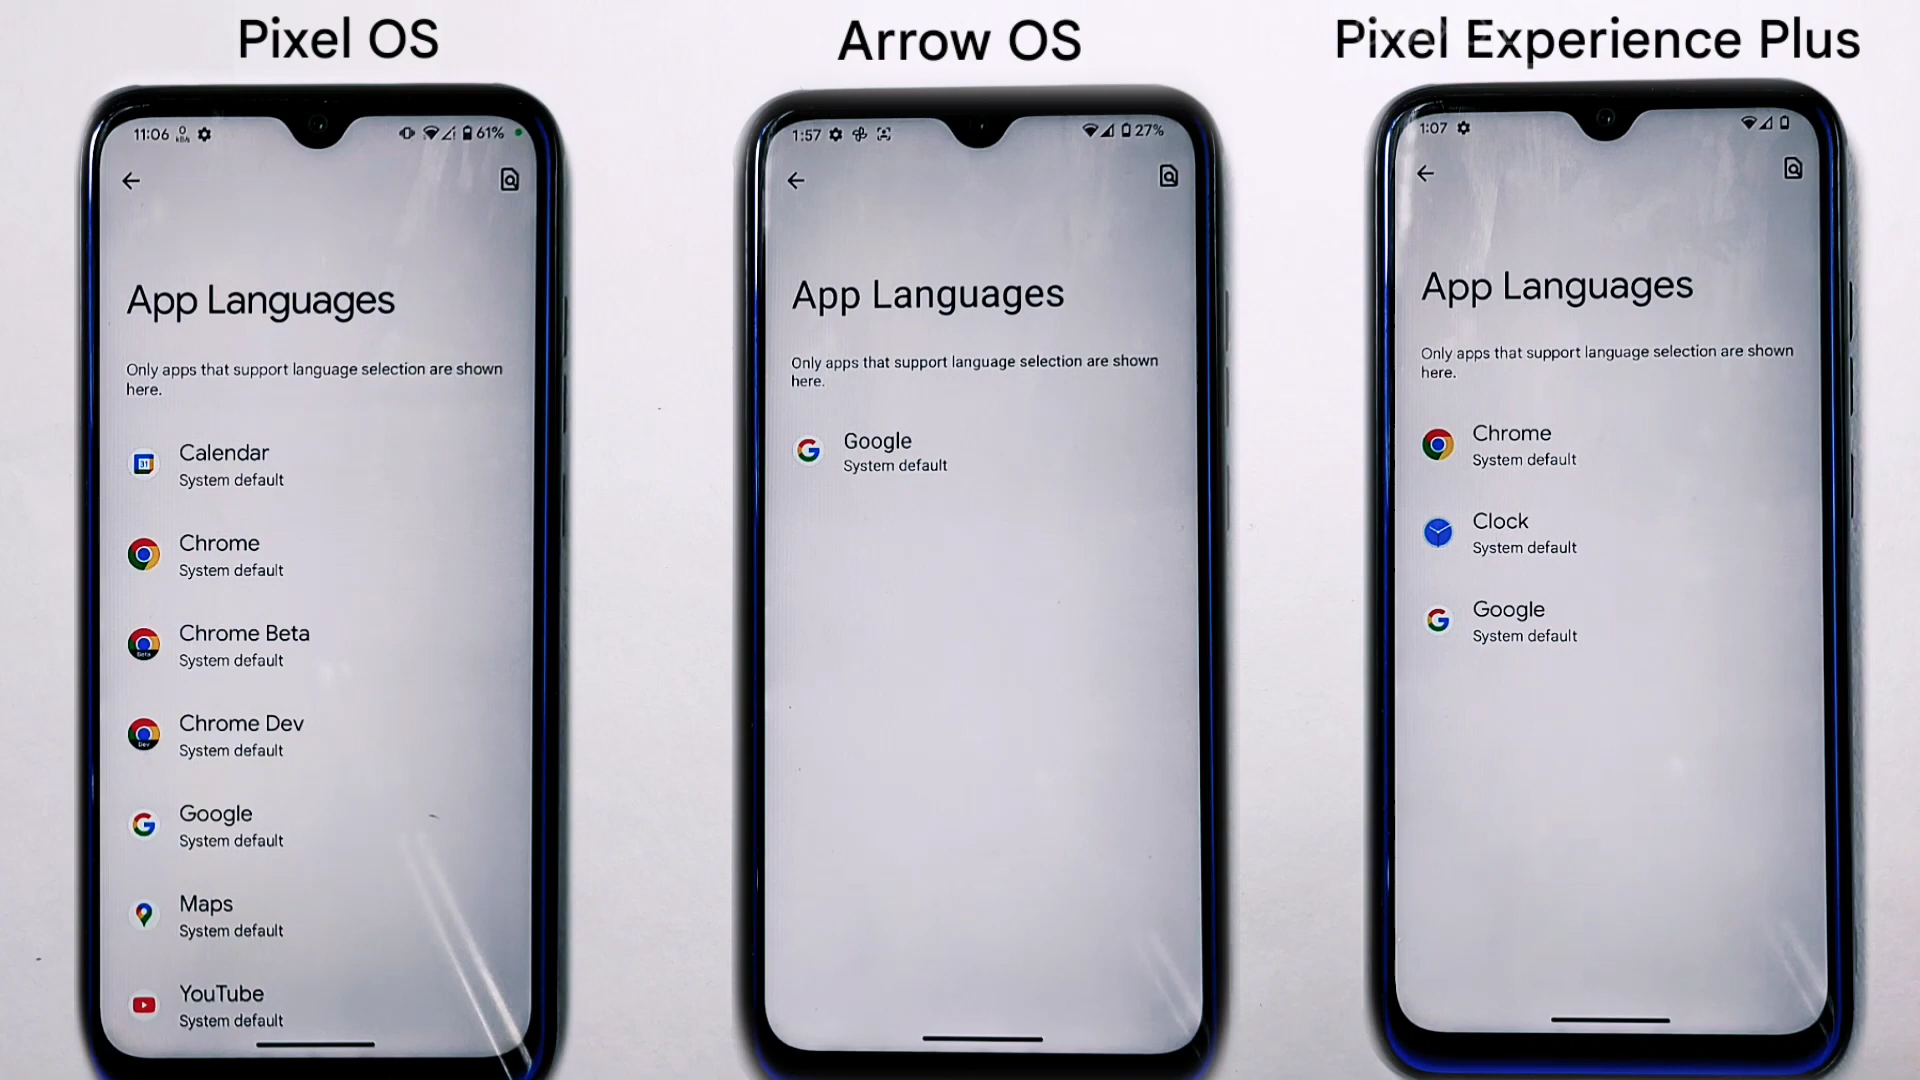 Pixel OS
Arrow OS
Pixel Experience Plus
11:06
61%
App Languages
Only apps that support language selection are shown
here.
Calendar
System default
Chrome
System default
Chrome Beta
System default
Chrome Dev
System default
Google
System default
Maps
System default
YouTube
System default
1:57
27%
App Languages
Only apps that support language selection are shown
here.
Google
System default
1:07
App Languages
Only apps that support language selection are shown
here.
Chrome
System default
Clock
System default
Google
System default